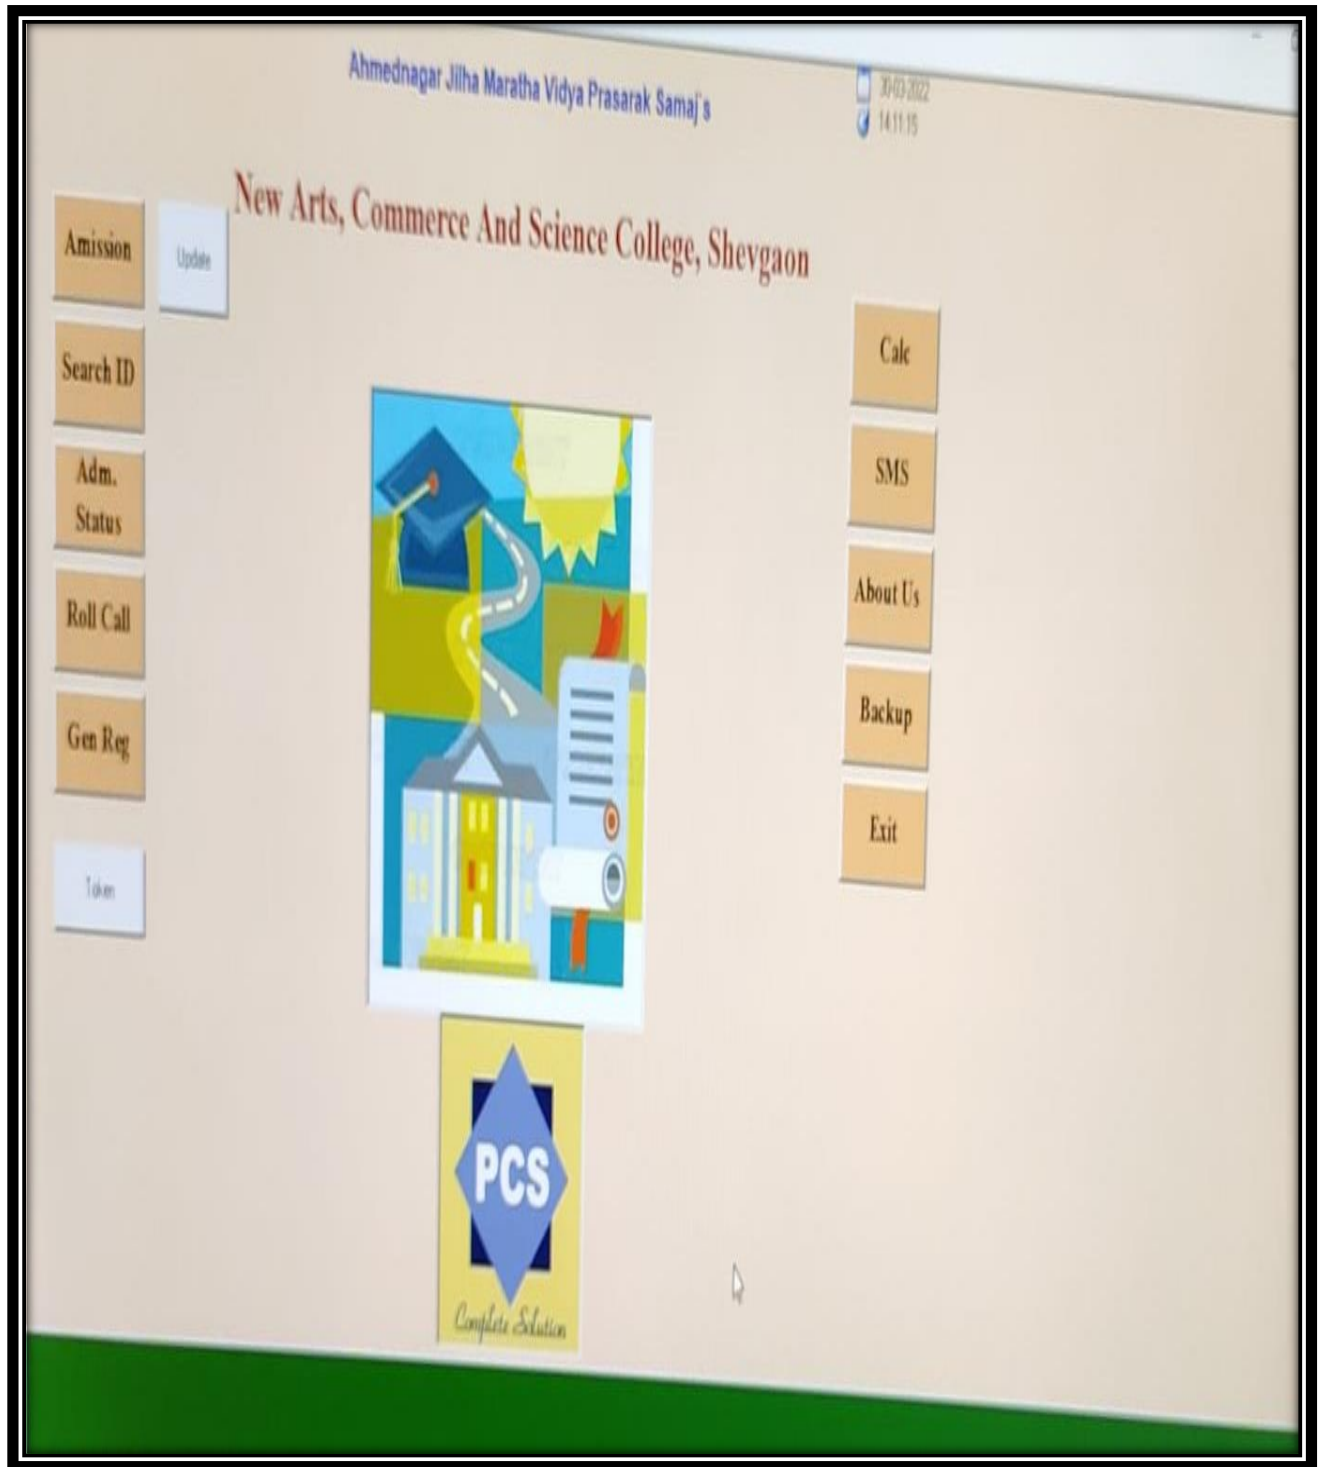 Ahmednagar Jilha Maratha Vidya Prasarak Samaj`s
30-03-2022
14:11:15
New Arts, Commerce And Science College, Shevgaon
Amission
Update
Search ID
Adm.
Status
Roll Call
Gen Reg
Token
Calc
SMS
About Us
Backup
Exit
PCS
Complete Solution